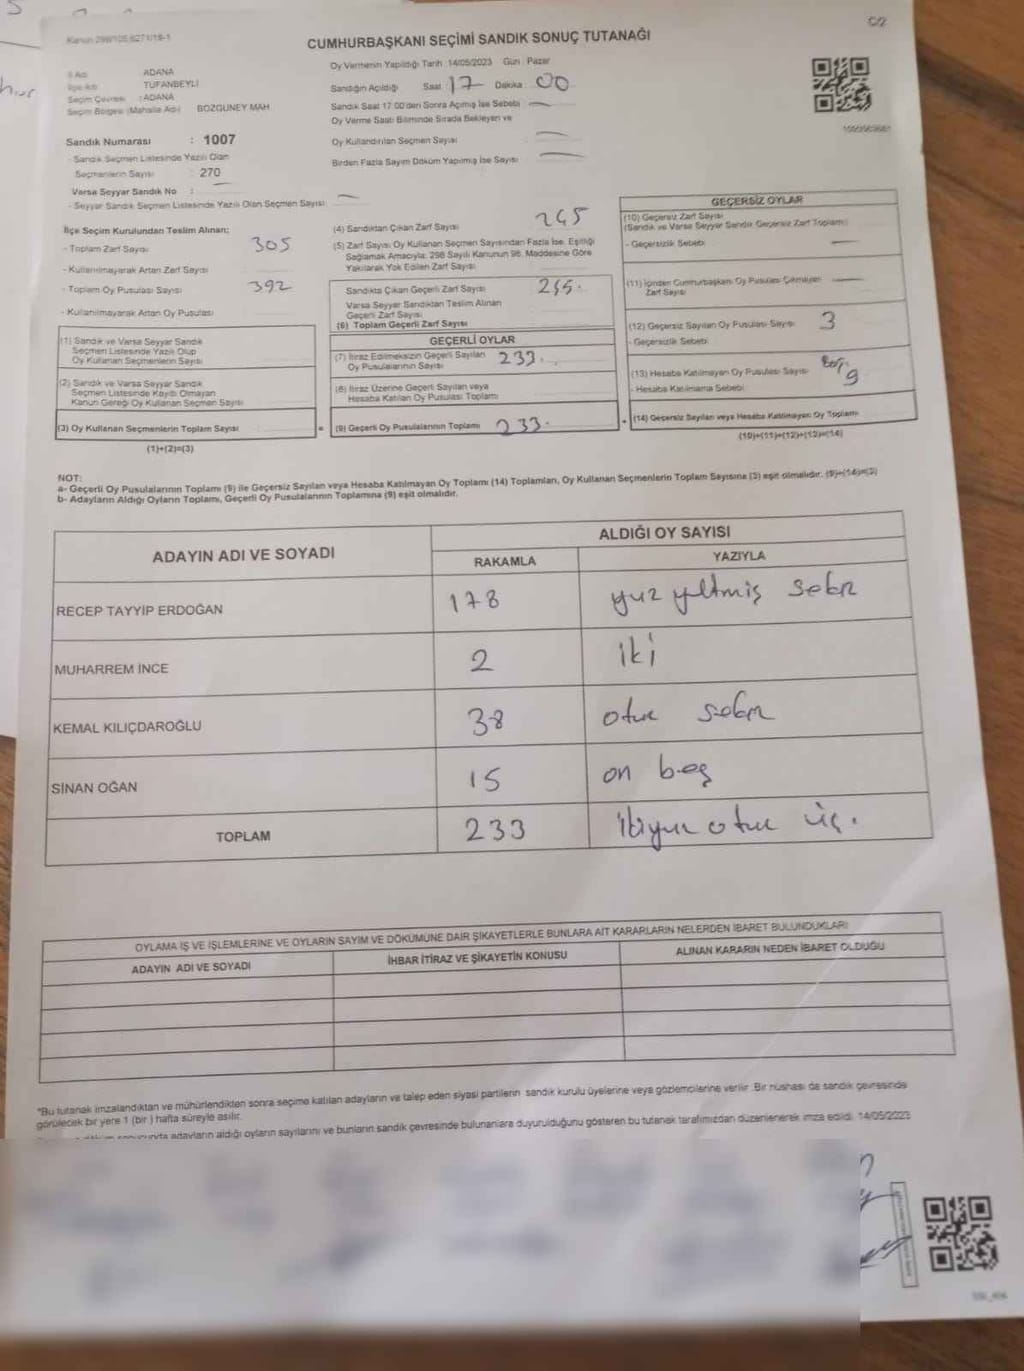 C/2
Kanun 298/105 6271/19-1
CUMHURBAŞKANI SEÇİMİ SANDIK SONUÇ TUTANAĞI
İl Adı ADANA
İlçe Adı TUFANBEYLİ
Seçim Çevresi : ADANA
Seçim Bölgesi (Mahalle Adı) BOZGÜNEY MAH
Sandık Numarası : 1007
- Sandık Seçmen Listesinde Yazılı Olan
Seçmenlerin Sayısı : 270
Varsa Seyyar Sandık No :
- Seyyar Sandık Seçmen Listesinde Yazılı Olan Seçmen Sayısı
Oy Vermenin Yapıldığı Tarih : 14/05/2023 Gün : Pazar
Sandığın Açıldığı Saat 17 Dakika 00
Sandık Saat 17:00'den Sonra Açılmış İse Sebebi
Oy Verme Saati Bitiminde Sırada Bekleyen ve
Oy Kullandırılan Seçmen Sayısı
Birden Fazla Sayım Döküm Yapılmış İse Sayısı
İlçe Seçim Kurulundan Teslim Alınan;
- Toplam Zarf Sayısı 305
- Kullanılmayarak Artan Zarf Sayısı
- Toplam Oy Pusulası Sayısı 392
- Kullanılmayarak Artan Oy Pusulası
(4) Sandıktan Çıkan Zarf Sayısı 245
(5) Zarf Sayısı Oy Kullanan Seçmen Sayısından Fazla İse, Eşitliği
Sağlamak Amacıyla; 298 Sayılı Kanunun 98. Maddesine Göre
Yakılarak Yok Edilen Zarf Sayısı
Sandıkta Çıkan Geçerli Zarf Sayısı 245.
Varsa Seyyar Sandıktan Teslim Alınan
Geçerli Zarf Sayısı
(6) Toplam Geçerli Zarf Sayısı
GEÇERSİZ OYLAR
(10) Geçersiz Zarf Sayısı
(Sandık ve Varsa Seyyar Sandık Geçersiz Zarf Toplamı)
- Geçersizlik Sebebi
(11) İçinden Cumhurbaşkanı Oy Pusulası Çıkmayan
Zarf Sayısı
(12) Geçersiz Sayılan Oy Pusulası Sayısı 3
- Geçersizlik Sebebi
(13) Hesaba Katılmayan Oy Pusulası Sayısı 9
- Hesaba Katılmama Sebebi
(14) Geçersiz Sayılan veya Hesaba Katılmayan Oy Toplamı
(10)+(11)+(12)+(13)=(14)
(1) Sandık ve Varsa Seyyar Sandık
Seçmen Listesinde Yazılı Olup
Oy Kullanan Seçmenlerin Sayısı
(2) Sandık ve Varsa Seyyar Sandık
Seçmen Listesinde Kaydı Olmayan
Kanun Gereği Oy Kullanan Seçmen Sayısı
(3) Oy Kullanan Seçmenlerin Toplam Sayısı
(1)+(2)=(3)
=
GEÇERLİ OYLAR
(7) İtiraz Edilmeksizin Geçerli Sayılan
Oy Pusulalarının Sayısı 233.
(8) İtiraz Üzerine Geçerli Sayılan veya
Hesaba Katılan Oy Pusulası Toplamı
(9) Geçerli Oy Pusulalarının Toplamı 233.
+
NOT:
a- Geçerli Oy Pusulalarının Toplamı (9) ile Geçersiz Sayılan veya Hesaba Katılmayan Oy Toplamı (14) Toplamları, Oy Kullanan Seçmenlerin Toplam Sayısına (3) eşit olmalıdır. (9)+(14)=(3)
b- Adayların Aldığı Oyların Toplamı, Geçerli Oy Pusulalarının Toplamına (9) eşit olmalıdır.
ADAYIN ADI VE SOYADI ALDIĞI OY SAYISI
RAKAMLA YAZIYLA
RECEP TAYYİP ERDOĞAN 178 yüz yetmiş sekiz
MUHARREM İNCE 2 iki
KEMAL KILIÇDAROĞLU 38 otuz sekiz
SİNAN OĞAN 15 on beş
TOPLAM 233 ikiyüz otuz üç.
OYLAMA İŞ VE İŞLEMLERİNE VE OYLARIN SAYIM VE DÖKÜMÜNE DAİR ŞİKAYETLERLE BUNLARA AİT KARARLARIN NELERDEN İBARET BULUNDUKLARI
ADAYIN ADI VE SOYADI İHBAR İTİRAZ VE ŞİKAYETİN KONUSU ALINAN KARARIN NEDEN İBARET OLDUĞU
*Bu tutanak imzalandıktan ve mühürlendikten sonra seçime katılan adayların ve talep eden siyasi partilerin sandık kurulu üyelerine veya gözlemcilerine verilir. Bir nüshası da sandık çevresinde
görülecek bir yere 1 (bir) hafta süreyle asılır.
sonucunda adayların aldığı oyların sayılarını ve bunların sandık çevresinde bulunanlara duyurulduğunu gösteren bu tutanak tarafımızdan düzenlenerek imza edildi. 14/05/2023